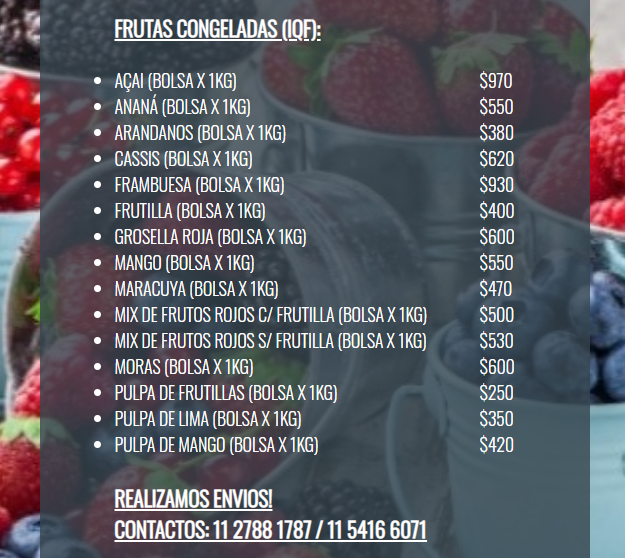 FRUTAS CONGELADAS (IQF):
AÇAI (BOLSA X 1KG) $970
ANANÁ (BOLSA X 1KG) $550
ARANDANOS (BOLSA X 1KG) $380
CASSIS (BOLSA X 1KG) $620
FRAMBUESA (BOLSA X 1KG) $930
FRUTILLA (BOLSA X 1KG) $400
GROSELLA ROJA (BOLSA X 1KG) $600
MANGO (BOLSA X 1KG) $550
MARACUYA (BOLSA X 1KG) $470
MIX DE FRUTOS ROJOS C/ FRUTILLA (BOLSA X 1KG) $500
MIX DE FRUTOS ROJOS S/ FRUTILLA (BOLSA X 1KG) $530
MORAS (BOLSA X 1KG) $600
PULPA DE FRUTILLAS (BOLSA X 1KG) $250
PULPA DE LIMA (BOLSA X 1KG) $350
PULPA DE MANGO (BOLSA X 1KG) $420
REALIZAMOS ENVIOS!
CONTACTOS: 11 2788 1787 / 11 5416 6071